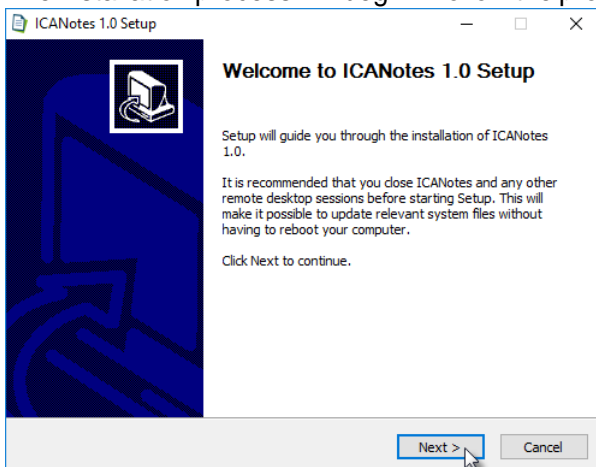 ICANotes 1.0 Setup
Welcome to ICANotes 1.0 Setup
Setup will guide you through the installation of ICANotes
1.0.
It is recommended that you close ICANotes and any other
remote desktop sessions before starting Setup. This will
make it possible to update relevant system files without
having to reboot your computer.
Click Next to continue.
Next >
Cancel